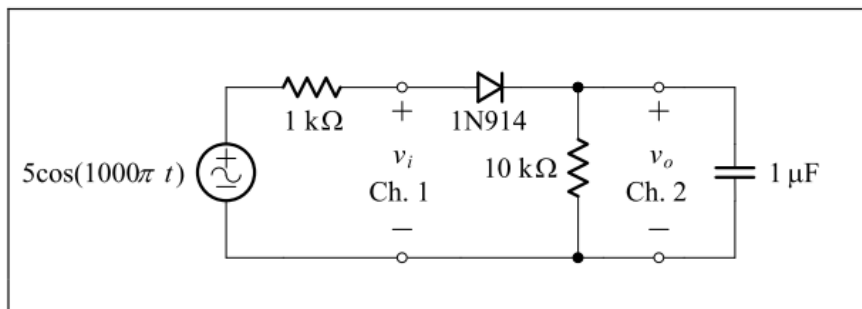 1 kΩ
+
1N914
+
5cos(1000π t)
+
−
v_i
10 kΩ
v_o
1 μF
Ch. 1
Ch. 2
−
−